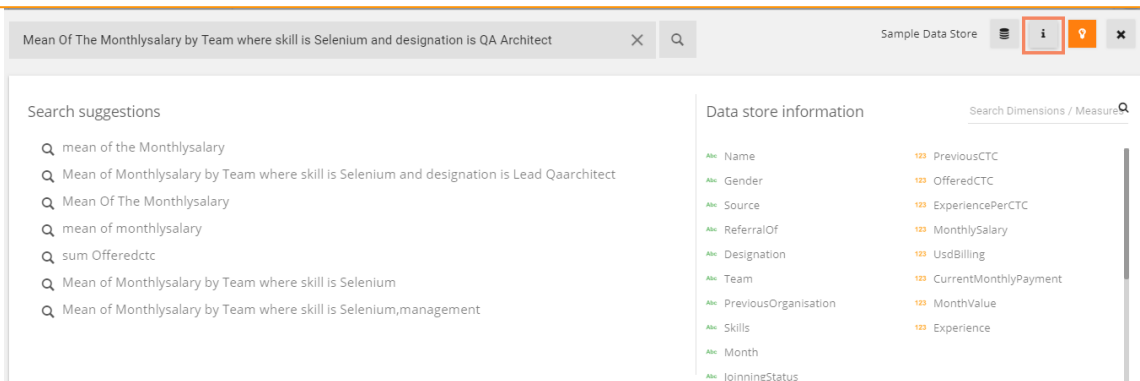 Mean Of The Monthlysalary by Team where skill is Selenium and designation is QA Architect
Sample Data Store
i
Search suggestions
mean of the Monthlysalary
Mean of Monthlysalary by Team where skill is Selenium and designation is Lead Qaarchitect
Mean Of The Monthlysalary
mean of monthlysalary
sum Offeredctc
Mean of Monthlysalary by Team where skill is Selenium
Mean of Monthlysalary by Team where skill is Selenium,management
Data store information
Search Dimensions / Measures
Abc Name
Abc Gender
Abc Source
Abc ReferralOf
Abc Designation
Abc Team
Abc PreviousOrganisation
Abc Skills
Abc Month
Abc JoinningStatus
123 PreviousCTC
123 OfferedCTC
123 ExperiencePerCTC
123 MonthlySalary
123 UsdBilling
123 CurrentMonthlyPayment
123 MonthValue
123 Experience